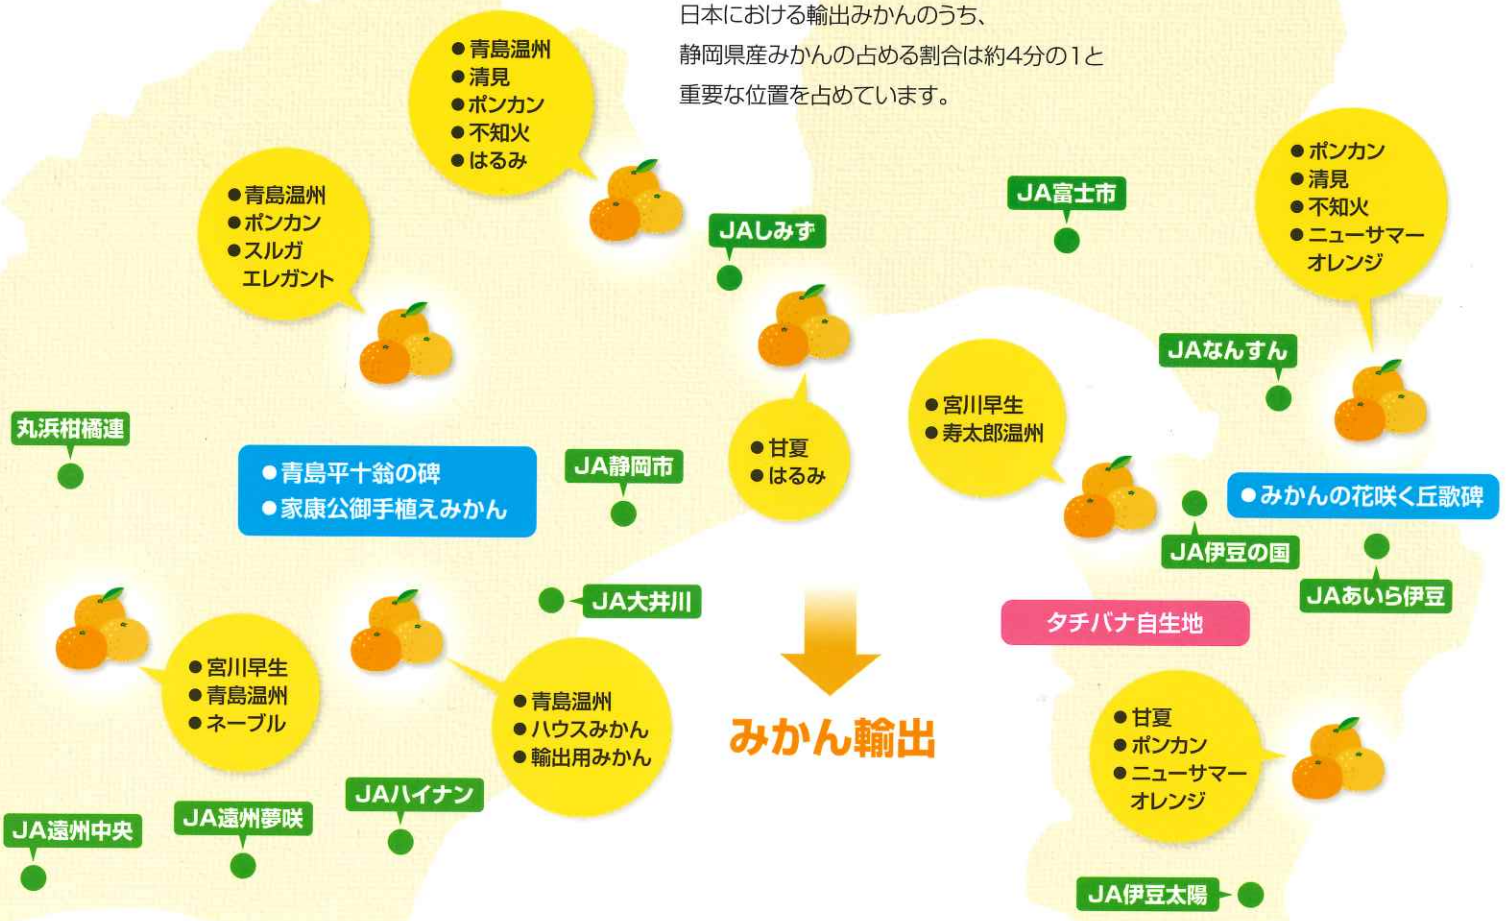 日本における輸出みかんのうち、
静岡県産みかんの占める割合は約4分の1と
重要な位置を占めています。
●青島温州
●清見
●ポンカン
●不知火
●はるみ
●青島温州
●ポンカン
●スルガ
エレガント
JAしみず
JA富士市
●ポンカン
●清見
●不知火
●ニューサマー
オレンジ
JAなんすん
●宮川早生
●寿太郎温州
●甘夏
●はるみ
丸浜柑橘連
●青島平十翁の碑
●家康公御手植えみかん
JA静岡市
●みかんの花咲く丘歌碑
JA伊豆の国
JAあいら伊豆
JA大井川
タチバナ自生地
●宮川早生
●青島温州
●ネーブル
●青島温州
●ハウスみかん
●輸出用みかん
みかん輸出
●甘夏
●ポンカン
●ニューサマー
オレンジ
JAハイナン
JA遠州夢咲
JA遠州中央
JA伊豆太陽